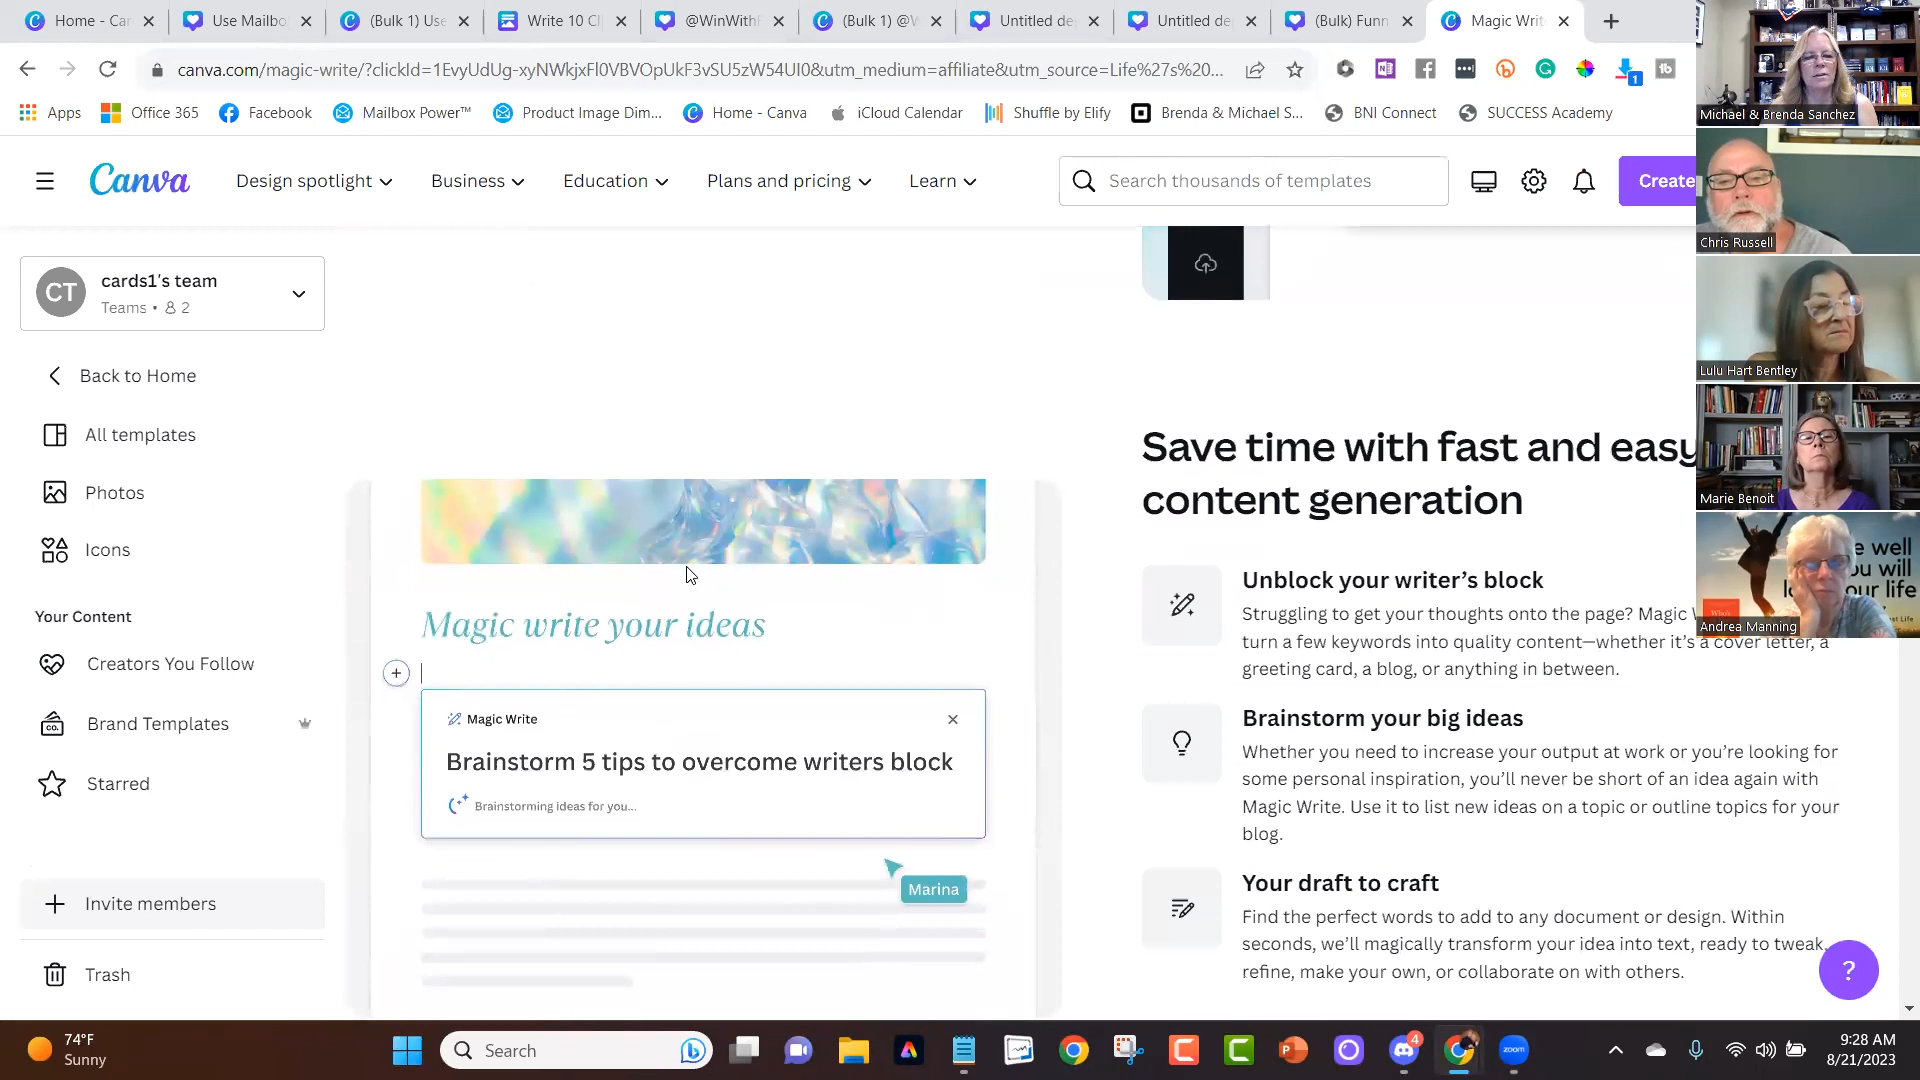 Home - Ca
Use Mailbo
(Bulk 1) Use
Write 10 Cl
@WinWithF
(Bulk 1) @W
Untitled de
Untitled de
(Bulk) Funn
Magic Writ
canva.com/magic-write/?clickId=1EvyUdUg-xyNWkjxFl0VBVOpUkF3vSU5zW54UI0&utm_medium=affiliate&utm_source=Life%27s%20...
Apps
Office 365
Facebook
Mailbox Power™
Product Image Dim...
Home - Canva
iCloud Calendar
Shuffle by Elify
Brenda & Michael S...
BNI Connect
SUCCESS Academy
Michael & Brenda Sanchez
Canva
Design spotlight
Business
Education
Plans and pricing
Learn
Search thousands of templates
Create
Chris Russell
CT
cards1's team
Teams • 2
Back to Home
All templates
Photos
Icons
Your Content
Creators You Follow
Brand Templates
Starred
Invite members
Trash
Magic write your ideas
Magic Write
Brainstorm 5 tips to overcome writers block
Brainstorming ideas for you...
Marina
Save time with fast and easy
content generation
Unblock your writer's block
Struggling to get your thoughts onto the page? Magic W
turn a few keywords into quality content—whether it's a cover letter, a
greeting card, a blog, or anything in between.
Brainstorm your big ideas
Whether you need to increase your output at work or you're looking for
some personal inspiration, you'll never be short of an idea again with
Magic Write. Use it to list new ideas on a topic or outline topics for your
blog.
Your draft to craft
Find the perfect words to add to any document or design. Within
seconds, we'll magically transform your idea into text, ready to tweak,
refine, make your own, or collaborate on with others.
?
Lulu Hart Bentley
Marie Benoit
e well
ou will
our life
Andrea Manning
74°F
Sunny
Search
4
zoom
9:28 AM
8/21/2023